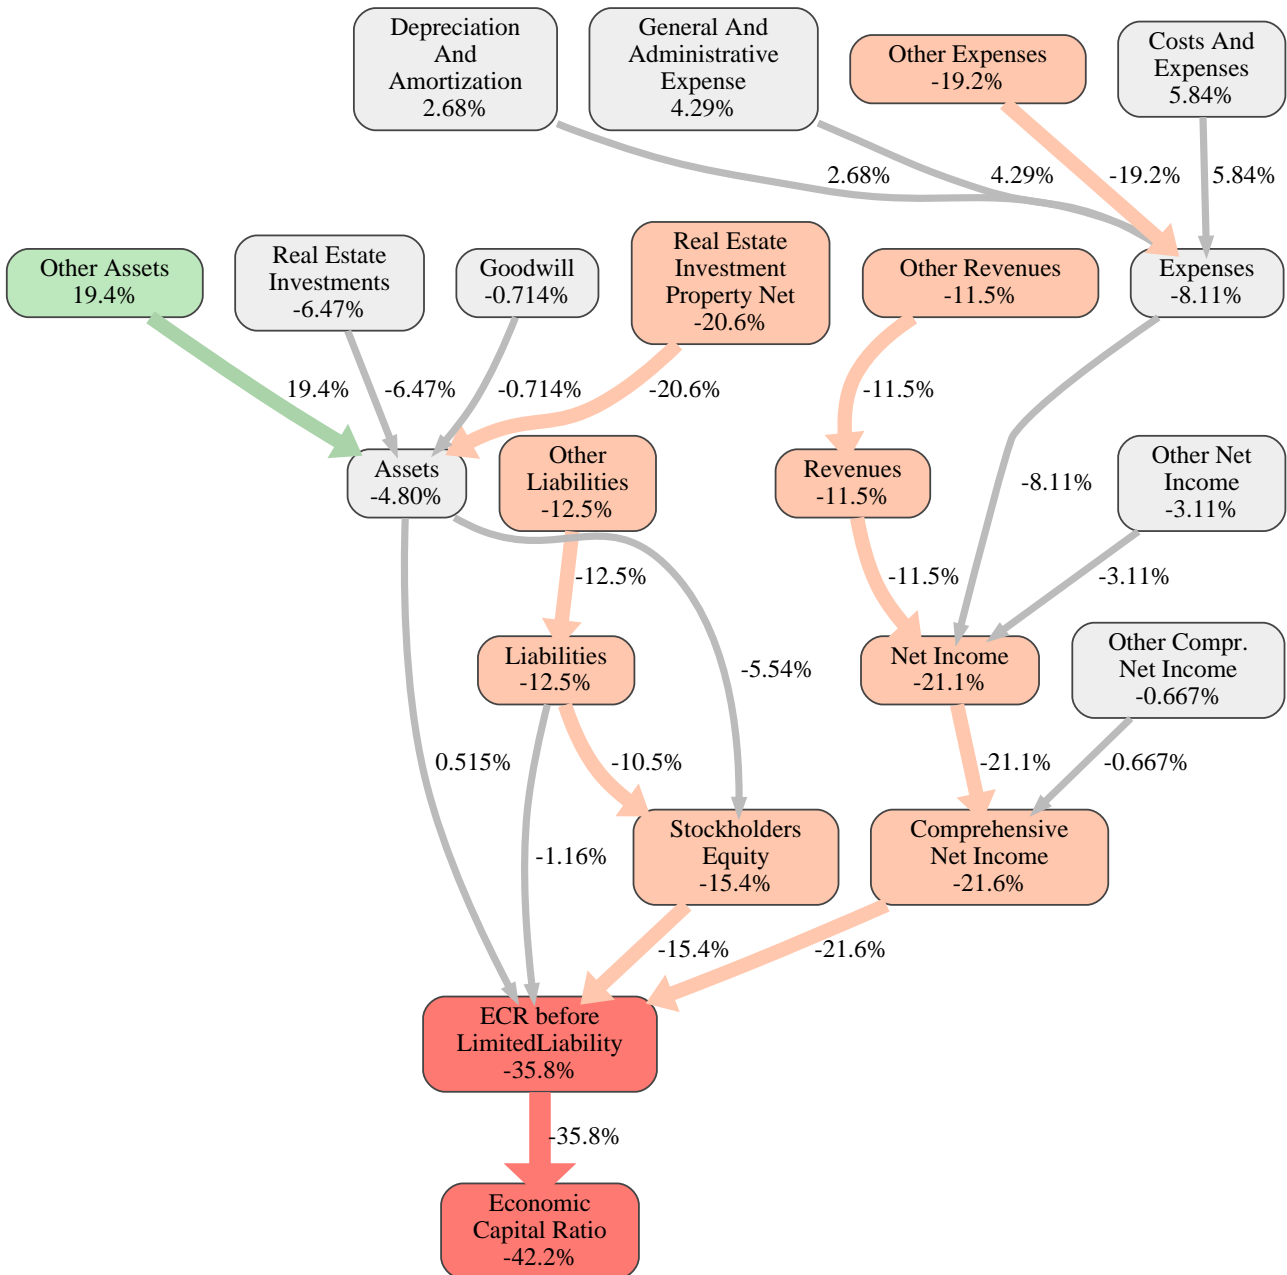 Depreciation
And
Amortization
2.68%
General And
Administrative
Expense
4.29%
Other Expenses
-19.2%
Costs And
Expenses
5.84%
2.68%
4.29%
-19.2%
5.84%
Other Assets
19.4%
Real Estate
Investments
-6.47%
Goodwill
-0.714%
Real Estate
Investment
Property Net
-20.6%
Other Revenues
-11.5%
Expenses
-8.11%
19.4%
-6.47%
-0.714%
-20.6%
-11.5%
-8.11%
Assets
-4.80%
Other
Liabilities
-12.5%
Revenues
-11.5%
Other Net
Income
-3.11%
-12.5%
-11.5%
-3.11%
Liabilities
-12.5%
-5.54%
Net Income
-21.1%
Other Compr.
Net Income
-0.667%
0.515%
-10.5%
-21.1%
-0.667%
-1.16%
Stockholders
Equity
-15.4%
Comprehensive
Net Income
-21.6%
-15.4%
-21.6%
ECR before
LimitedLiability
-35.8%
-35.8%
Economic
Capital Ratio
-42.2%